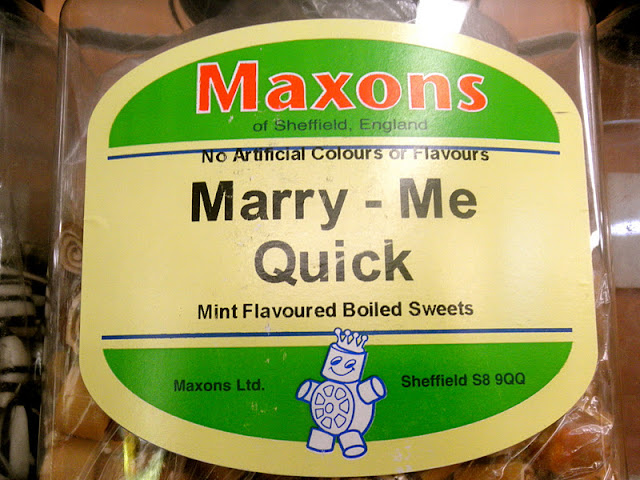 Maxons
of Sheffield, England
No Artificial Colours or Flavours
Marry - Me
Quick
Mint Flavoured Boiled Sweets
Maxons Ltd.
Sheffield S8 9QQ